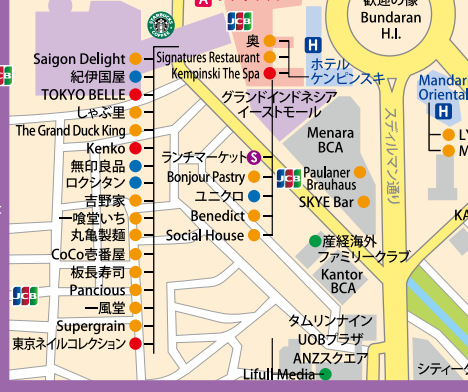 歓迎の像
Bundaran
H.I.
STARBUCKS
JCB
奥
Signatures Restaurant
Kempinski The Spa
H
ホテル
ケンピンスキ
グランドインドネシア
イーストモール
Saigon Delight
紀伊国屋
TOKYO BELLE
しゃぶ里
The Grand Duck King
Kenko
無印良品
ロクシタン
吉野家
一喰堂いち
丸亀製麺
CoCo壱番屋
板長寿司
Pancious
一風堂
Supergrain
東京ネイルコレクション
ランチマーケット S
Bonjour Pastry
ユニクロ
Benedict
Social House
JCB
Menara
BCA
Paulaner
Brauhaus
SKYE Bar
スディルマン通り
Mandar
Oriental
H
LY
M
KA
産経海外
ファミリークラブ
Kantor
BCA
JCB
タムリンナイン
UOBプラザ
ANZスクエア
Lifull Media
シティー